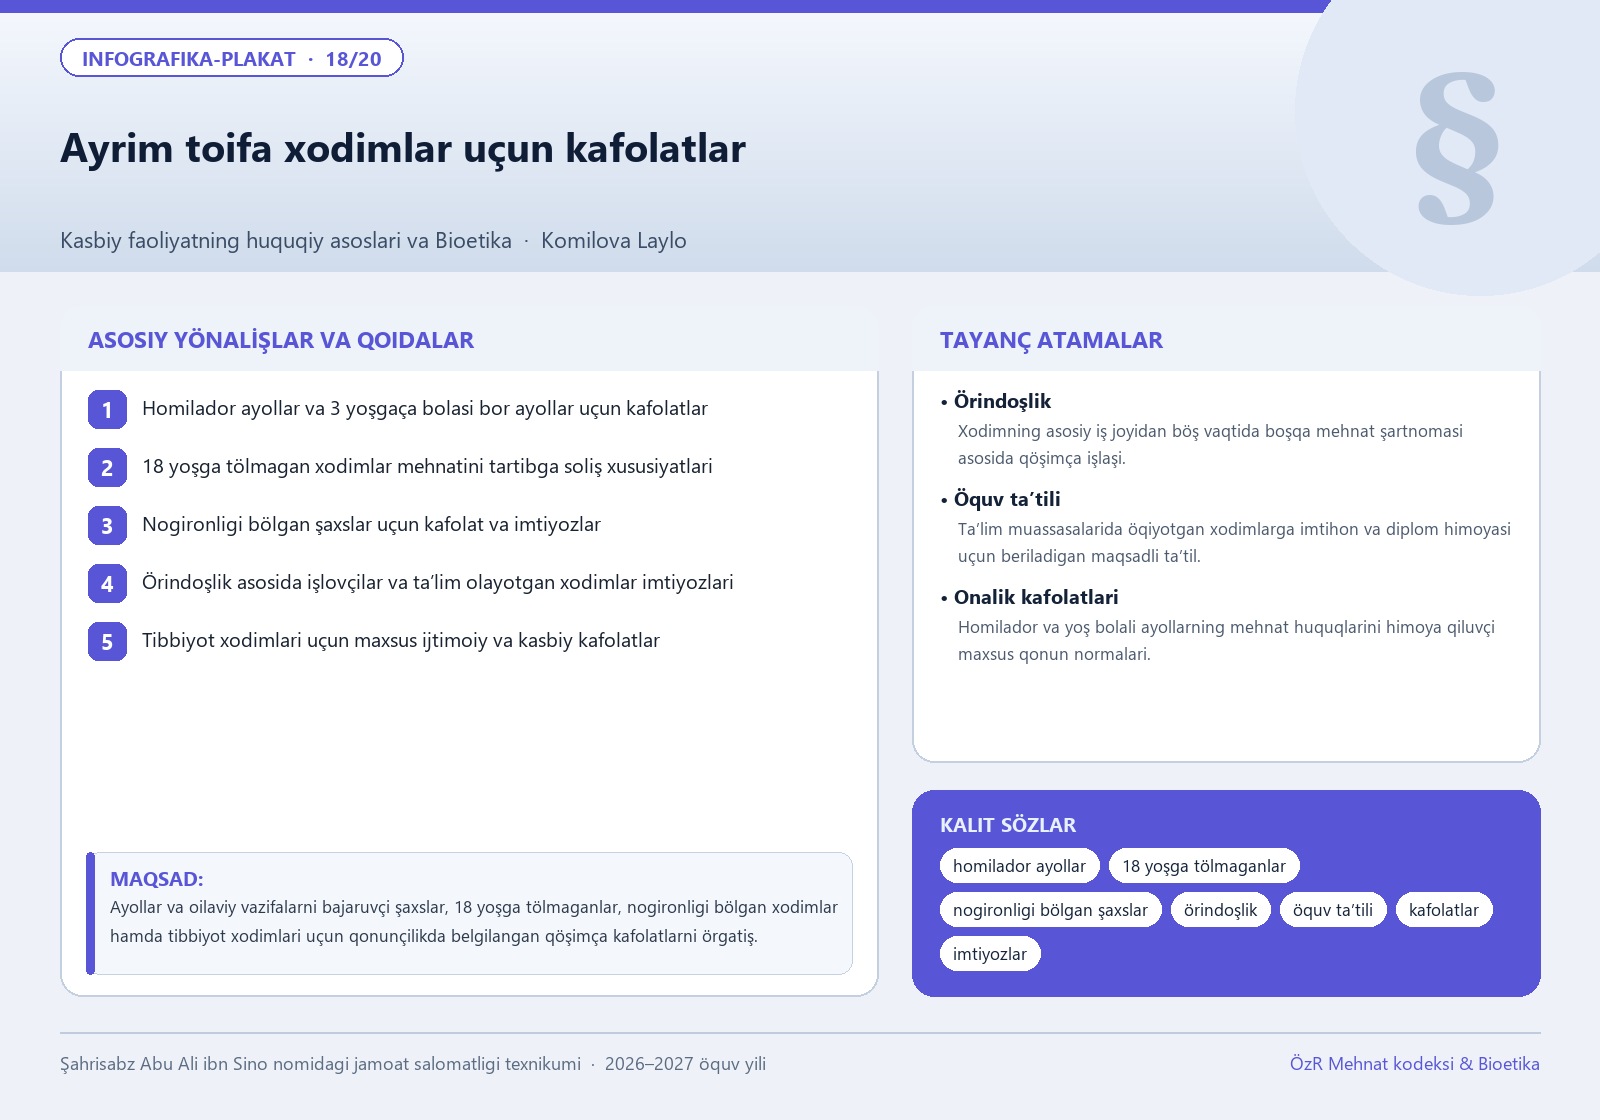 INFOGRAFIKA-PLAKAT · 18/20
§
Ayrim toifa xodimlar uçun kafolatlar
Kasbiy faoliyatning huquqiy asoslari va Bioetika · Komilova Laylo
ASOSIY YÖNALİŞLAR VA QOIDALAR
1 Homilador ayollar va 3 yoşgaça bolasi bor ayollar uçun kafolatlar
2 18 yoşga tölmagan xodimlar mehnatini tartibga soliş xususiyatlari
3 Nogironligi bölgan şaxslar uçun kafolat va imtiyozlar
4 Örindoşlik asosida işlovçilar va ta’lim olayotgan xodimlar imtiyozlari
5 Tibbiyot xodimlari uçun maxsus ijtimoiy va kasbiy kafolatlar
MAQSAD:
Ayollar va oilaviy vazifalarni bajaruvçi şaxslar, 18 yoşga tölmaganlar, nogironligi bölgan xodimlar
hamda tibbiyot xodimlari uçun qonunçilikda belgilangan qöşimça kafolatlarni örgatiş.
TAYANÇ ATAMALAR
• Örindoşlik
Xodimning asosiy iş joyidan böş vaqtida boşqa mehnat şartnomasi
asosida qöşimça işlaşi.
• Öquv ta’tili
Ta’lim muassasalarida öqiyotgan xodimlarga imtihon va diplom himoyasi
uçun beriladigan maqsadli ta’til.
• Onalik kafolatlari
Homilador va yoş bolali ayollarning mehnat huquqlarini himoya qiluvçi
maxsus qonun normalari.
KALIT SÖZLAR
homilador ayollar 18 yoşga tölmaganlar
nogironligi bölgan şaxslar örindoşlik öquv ta’tili kafolatlar
imtiyozlar
Şahrisabz Abu Ali ibn Sino nomidagi jamoat salomatligi texnikumi · 2026–2027 öquv yili
ÖzR Mehnat kodeksi & Bioetika